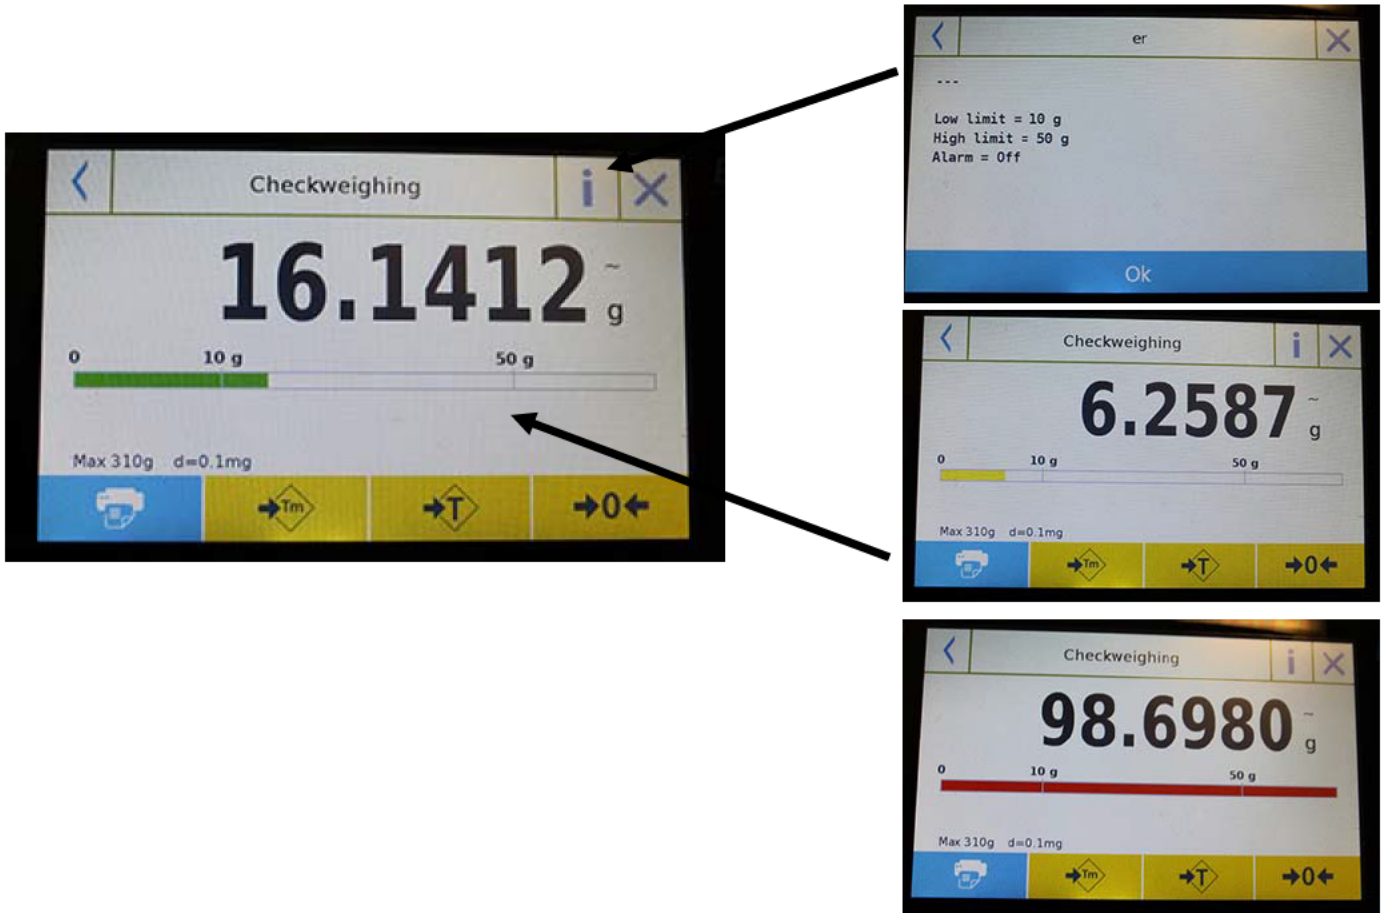 Checkweighing
i
16.1412 ~ g
0 10 g 50 g
Max 310g d=0.1mg
Tm T 0
er
---
Low limit = 10 g
High limit = 50 g
Alarm = Off
Ok
Checkweighing
i
6.2587 ~ g
0 10 g 50 g
Max 310g d=0.1mg
Tm T 0
Checkweighing
i
98.6980 ~ g
0 10 g 50 g
Max 310g d=0.1mg
Tm T 0